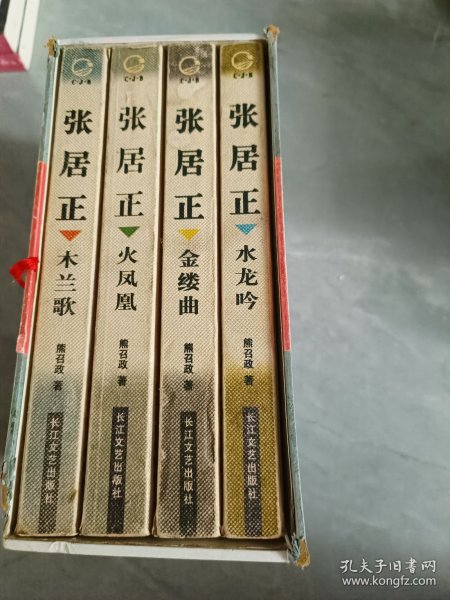 C·J·B
张居正
木兰歌
熊召政 著
长江文艺出版社
C·J·B
张居正
火凤凰
熊召政 著
长江文艺出版社
C·J·B
张居正
金缕曲
熊召政 著
长江文艺出版社
C·J·B
张居正
水龙吟
熊召政 著
长江文艺出版社
孔夫子旧书网
www.kongfz.com